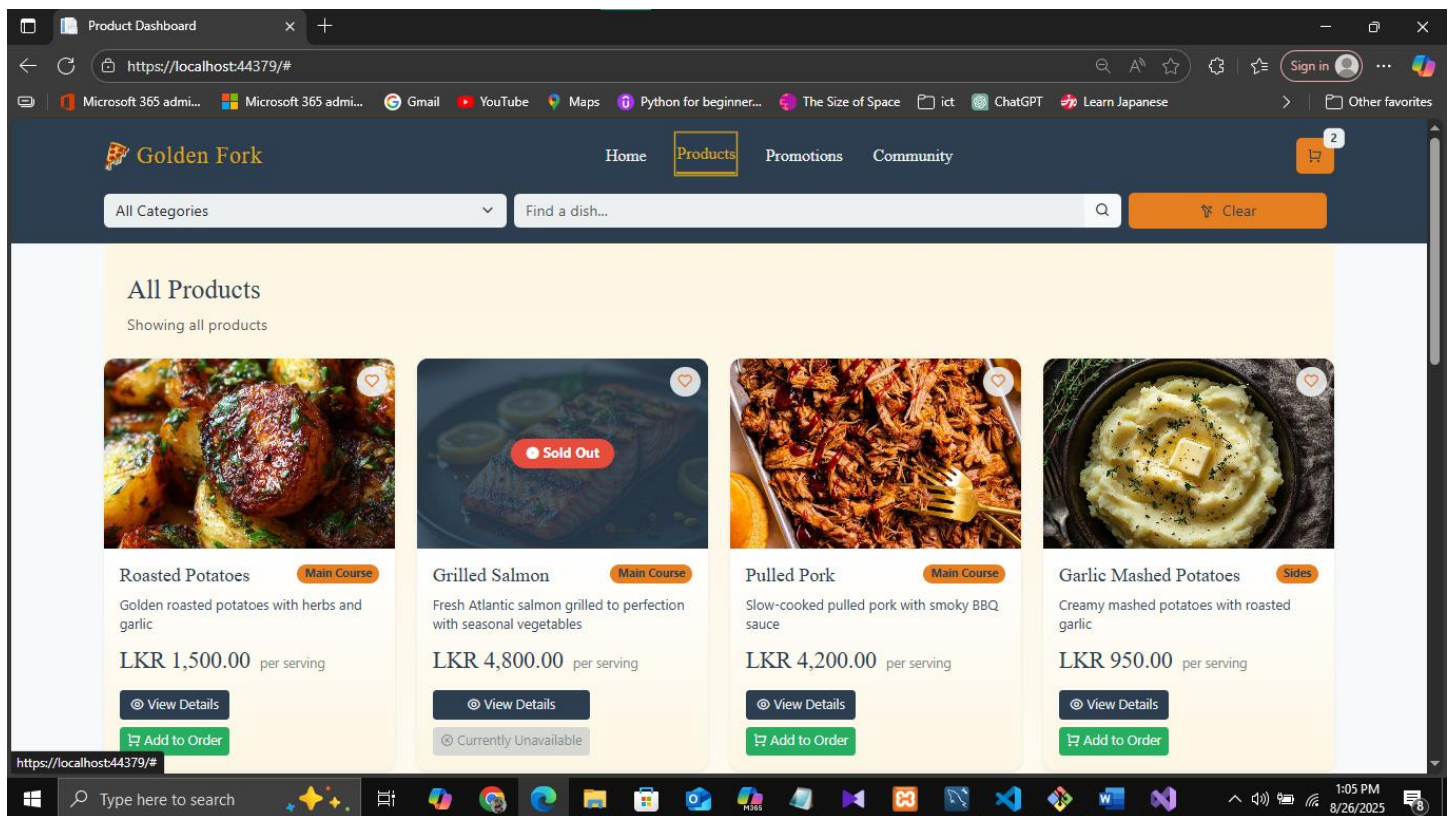 Product Dashboard
https://localhost:44379/#
Sign in
Microsoft 365 admi...
Microsoft 365 admi...
Gmail
YouTube
Maps
Python for beginner...
The Size of Space
ict
ChatGPT
Learn Japanese
Other favorites
Golden Fork
Home
Products
Promotions
Community
2
All Categories
Find a dish...
Clear
All Products
Showing all products
Sold Out
Roasted Potatoes
Main Course
Golden roasted potatoes with herbs and
garlic
LKR 1,500.00 per serving
View Details
Add to Order
Grilled Salmon
Main Course
Fresh Atlantic salmon grilled to perfection
with seasonal vegetables
LKR 4,800.00 per serving
View Details
Currently Unavailable
Pulled Pork
Main Course
Slow-cooked pulled pork with smoky BBQ
sauce
LKR 4,200.00 per serving
View Details
Add to Order
Garlic Mashed Potatoes
Sides
Creamy mashed potatoes with roasted
garlic
LKR 950.00 per serving
View Details
Add to Order
https://localhost:44379/#
Type here to search
M365
1:05 PM
8/26/2025
8